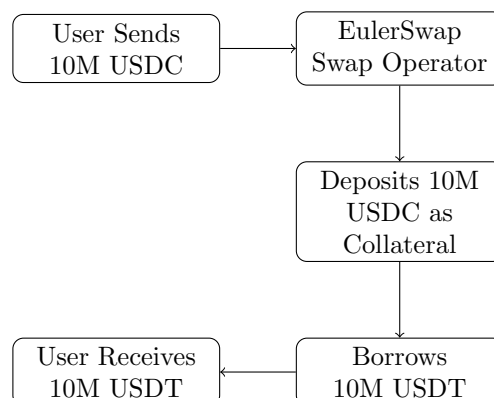 User Sends
10M USDC
EulerSwap
Swap Operator
Deposits 10M
USDC as
Collateral
Borrows
10M USDT
User Receives
10M USDT